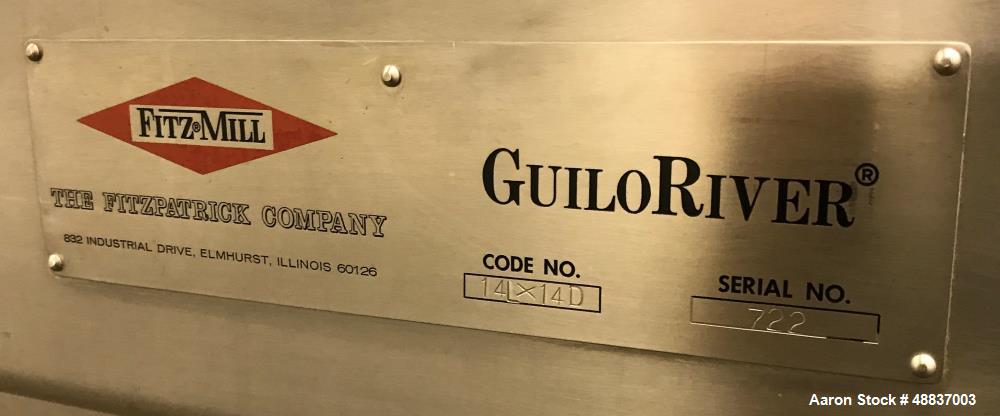 FITZ®MILL
THE FITZPATRICK COMPANY
832 INDUSTRIAL DRIVE, ELMHURST, ILLINOIS 60126
GUILORIVER®
CODE NO.
14L×14D
SERIAL NO.
722
Aaron Stock # 48837003